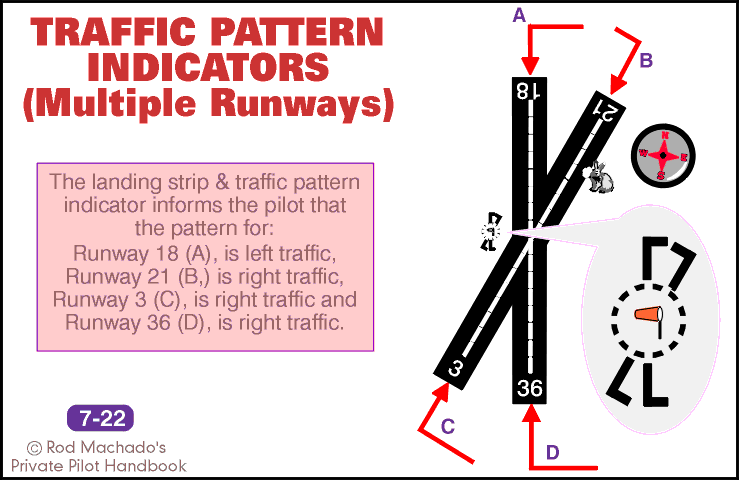 TRAFFIC PATTERN
INDICATORS
(Multiple Runways)
The landing strip & traffic pattern
indicator informs the pilot that
the pattern for:
Runway 18 (A), is left traffic,
Runway 21 (B,) is right traffic,
Runway 3 (C), is right traffic and
Runway 36 (D), is right traffic.
7-22
© Rod Machado's
Private Pilot Handbook
A
B
18
21
N
W
E
S
3
36
C
D